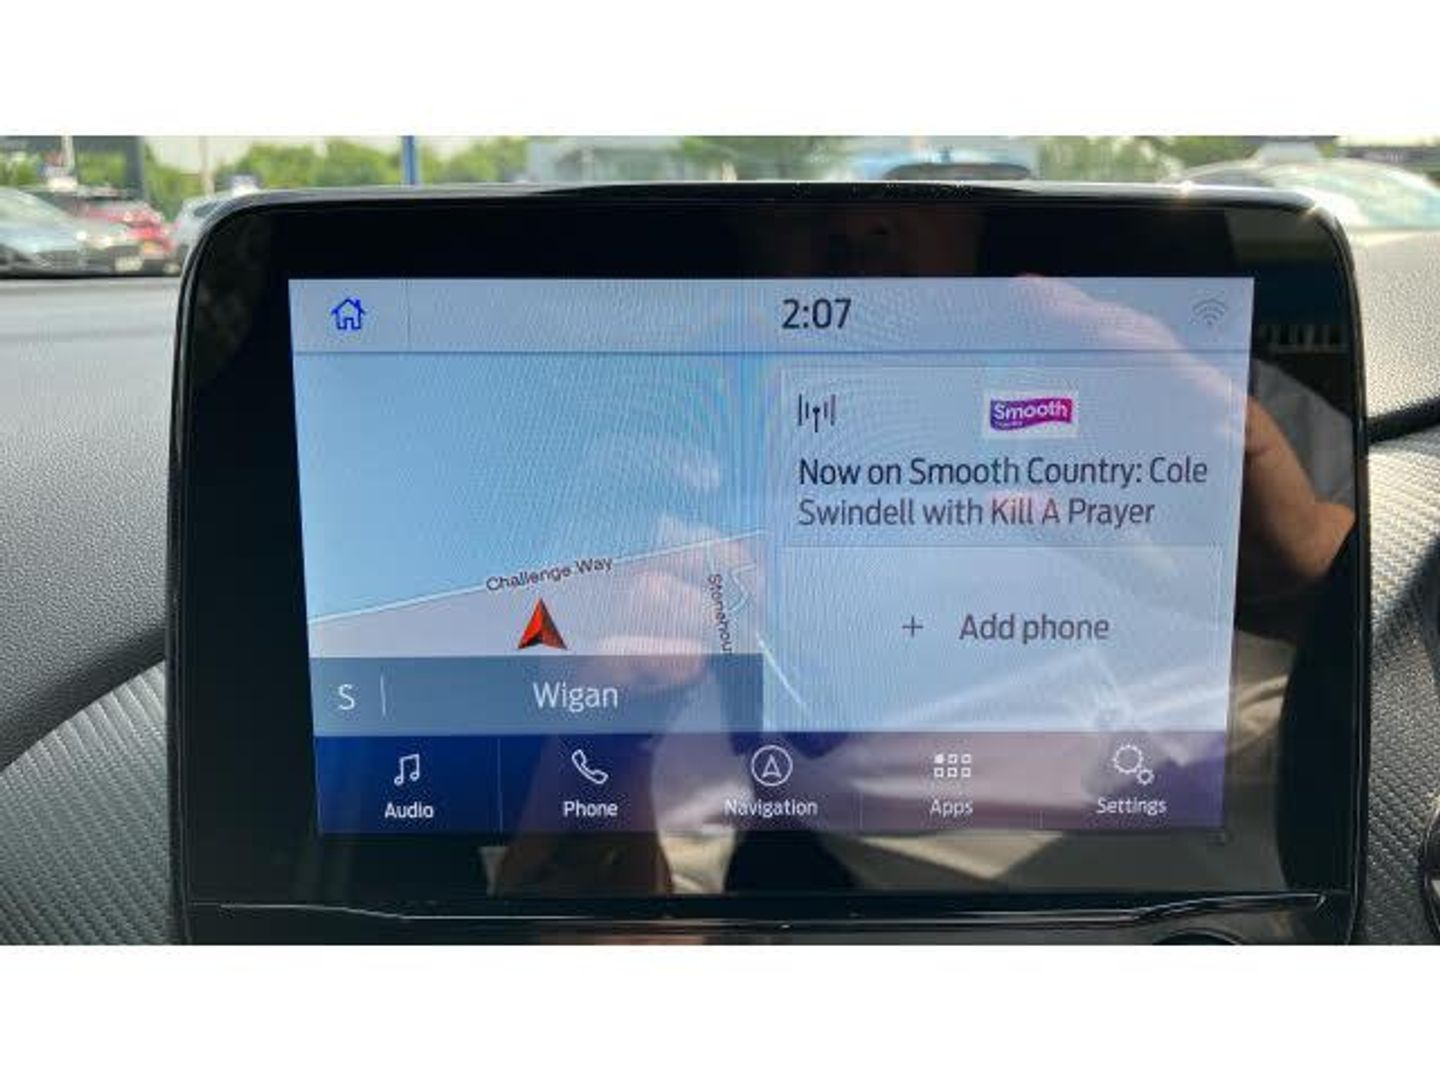 2:07
Smooth
Now on Smooth Country: Cole
Swindell with Kill A Prayer
Challenge Way
Stonehour
+ Add phone
S
Wigan
Audio
Phone
Navigation
Apps
Settings